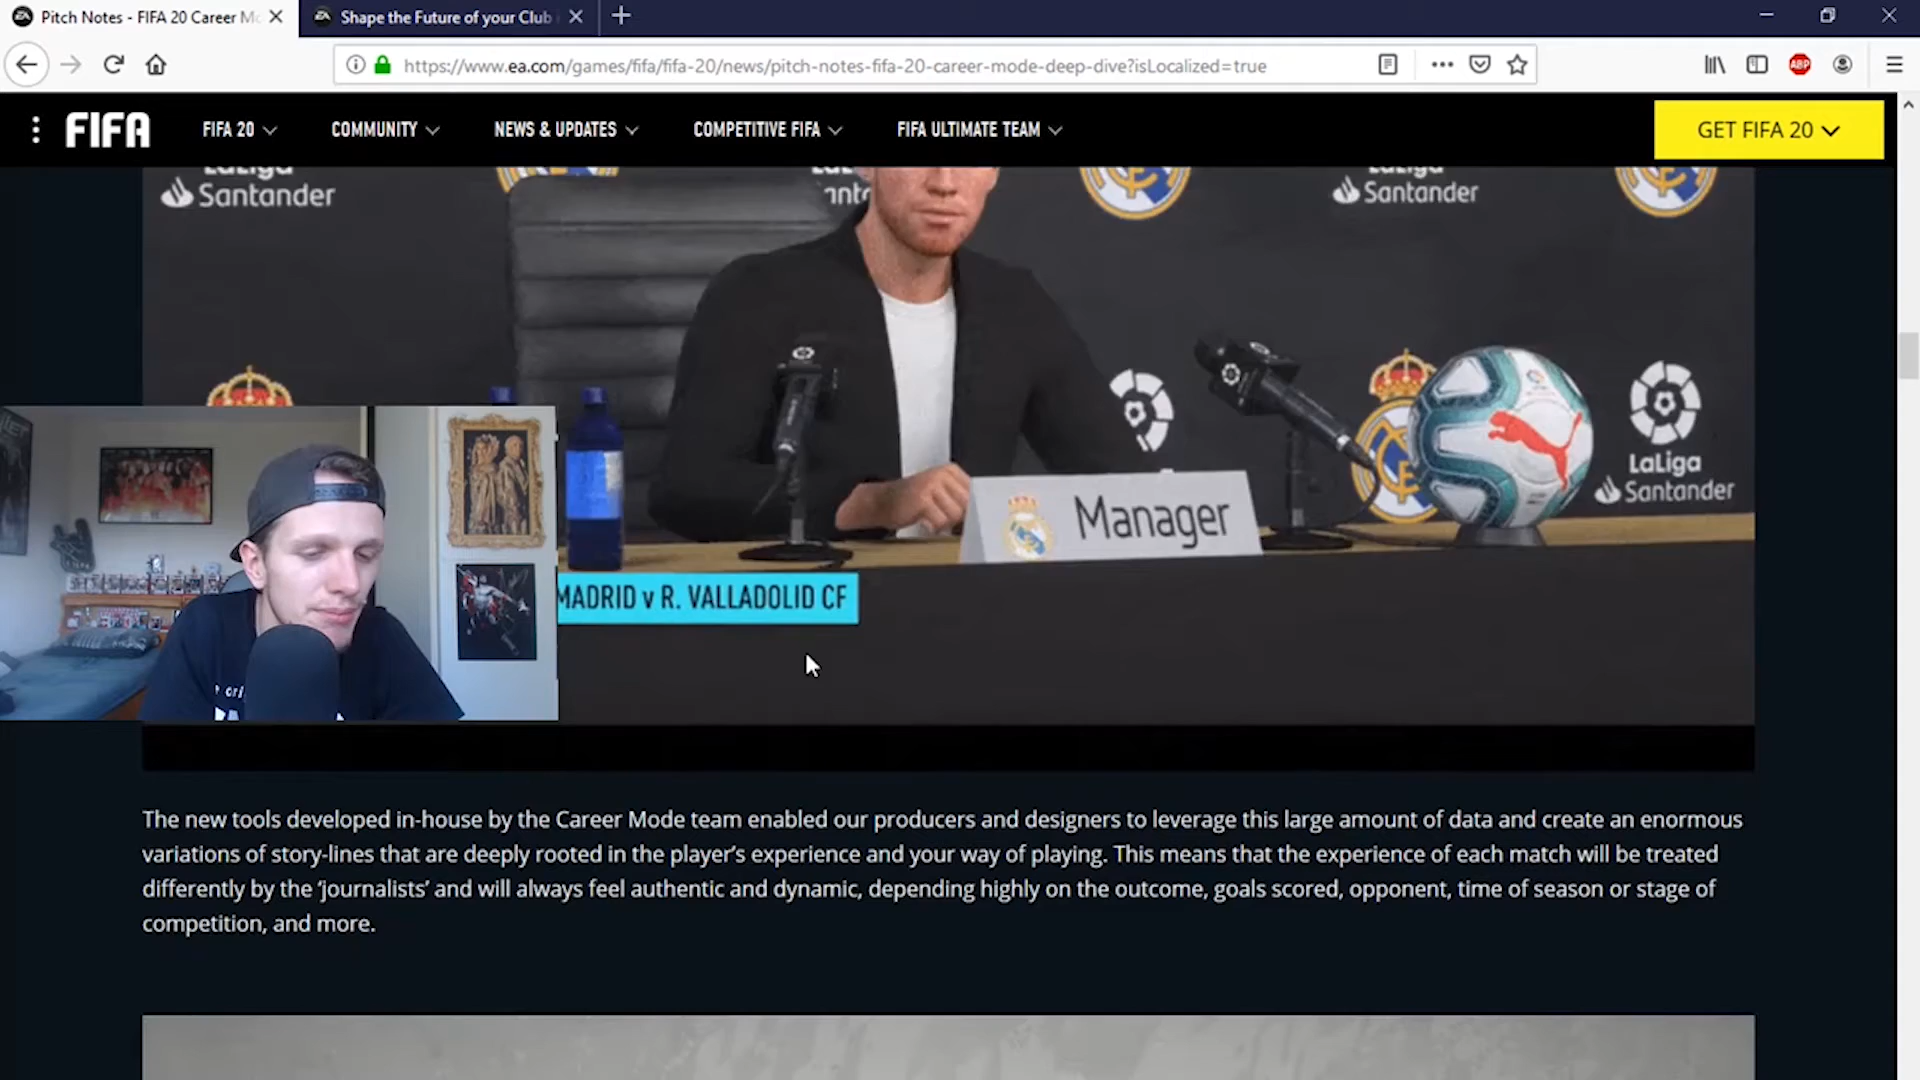 Pitch Notes - FIFA 20 Career Mo
Shape the Future of your Club
https://www.ea.com/games/fifa/fifa-20/news/pitch-notes-fifa-20-career-mode-deep-dive?isLocalized=true
ABP
FIFA
FIFA 20
COMMUNITY
NEWS & UPDATES
COMPETITIVE FIFA
FIFA ULTIMATE TEAM
GET FIFA 20
LaLiga
Santander
LaLiga
Santander
LaLiga
Santander
Manager
MADRID v R. VALLADOLID CF
The new tools developed in-house by the Career Mode team enabled our producers and designers to leverage this large amount of data and create an enormous
variations of story-lines that are deeply rooted in the player's experience and your way of playing. This means that the experience of each match will be treated
differently by the ‘journalists’ and will always feel authentic and dynamic, depending highly on the outcome, goals scored, opponent, time of season or stage of
competition, and more.